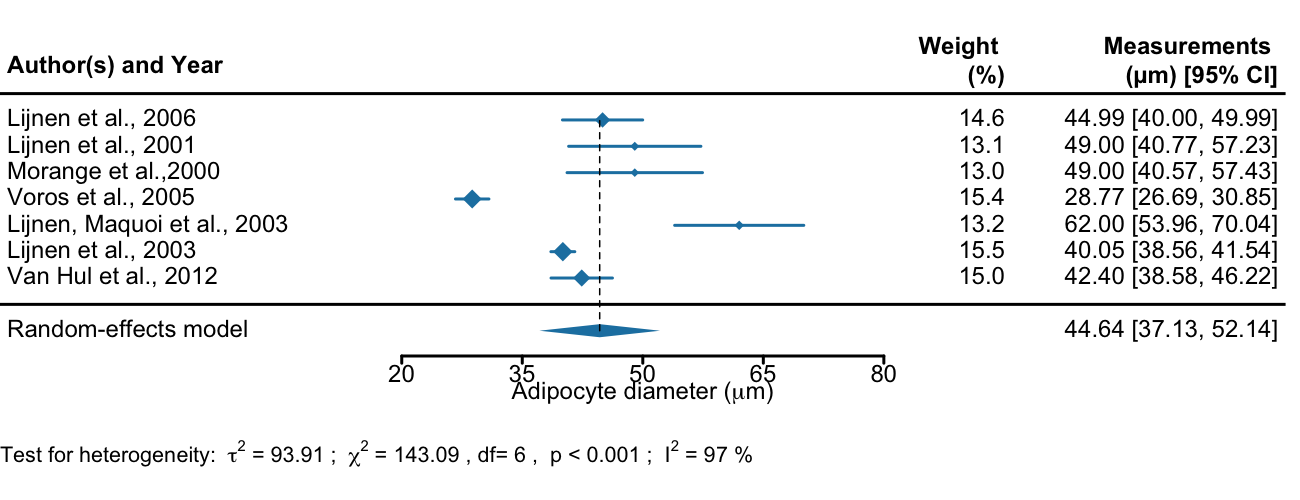 Author(s) and Year Weight (%) Measurements (μm) [95% CI]
Lijnen et al., 2006 14.6 44.99 [40.00, 49.99]
Lijnen et al., 2001 13.1 49.00 [40.77, 57.23]
Morange et al.,2000 13.0 49.00 [40.57, 57.43]
Voros et al., 2005 15.4 28.77 [26.69, 30.85]
Lijnen, Maquoi et al., 2003 13.2 62.00 [53.96, 70.04]
Lijnen et al., 2003 15.5 40.05 [38.56, 41.54]
Van Hul et al., 2012 15.0 42.40 [38.58, 46.22]
Random-effects model 44.64 [37.13, 52.14]
20 35 50 65 80
Adipocyte diameter (μm)
Test for heterogeneity: τ² = 93.91 ; χ² = 143.09 , df= 6 , p < 0.001 ; I² = 97 %